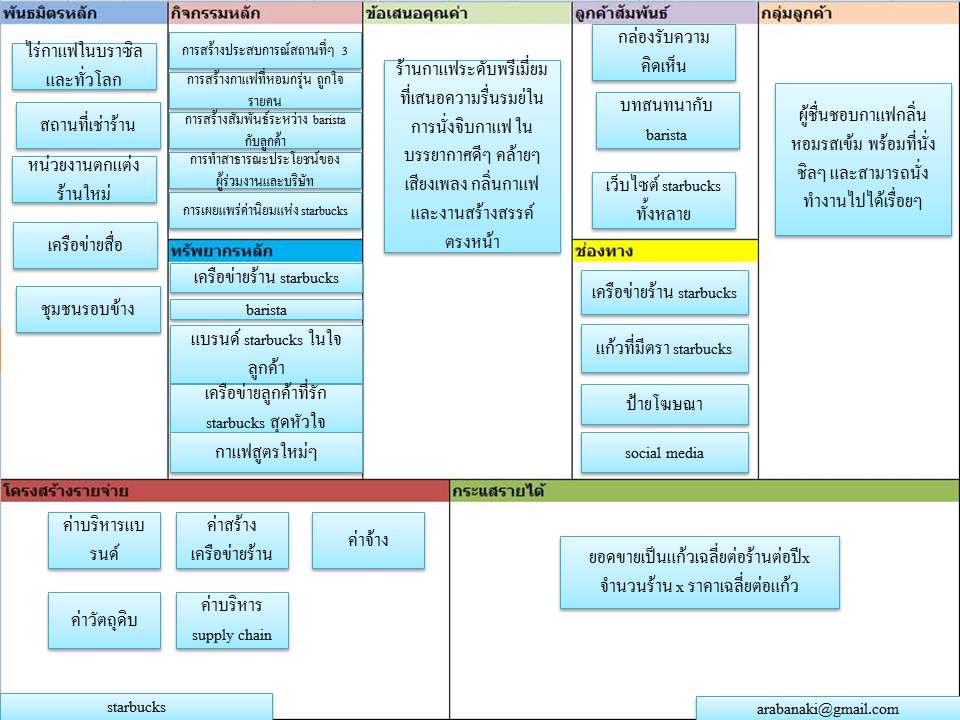 พันธมิตรหลัก
ไร่กาแฟในบราซิล
และทั่วโลก
สถานที่เช่าร้าน
หน่วยงานตกแต่ง
ร้านใหม่
เครือข่ายสื่อ
ชุมชนรอบข้าง
กิจกรรมหลัก
การสร้างประสบการณ์สถานที่ๆ 3
การสร้างกาแฟที่หอมกรุ่น ถูกใจ
รายคน
การสร้างสัมพันธ์ระหว่าง barista
กับลูกค้า
การทำสาธารณะประโยชน์ของ
ผู้ร่วมงานและบริษัท
การเผยแพร่ค่านิยมแห่ง starbucks
ทรัพยากรหลัก
เครือข่ายร้าน starbucks
barista
แบรนด์ starbucks ในใจ
ลูกค้า
เครือข่ายลูกค้าที่รัก
starbucks สุดหัวใจ
กาแฟสูตรใหม่ๆ
ข้อเสนอคุณค่า
ร้านกาแฟระดับพรีเมี่ยม
ที่เสนอความรื่นรมย์ใน
การนั่งจิบกาแฟ ใน
บรรยากาศดีๆ คล้ายๆ
เสียงเพลง กลิ่นกาแฟ
และงานสร้างสรรค์
ตรงหน้า
ลูกค้าสัมพันธ์
กล่องรับความ
คิดเห็น
บทสนทนากับ
barista
เว็บไซต์ starbucks
ทั้งหลาย
ช่องทาง
เครือข่ายร้าน starbucks
แก้วที่มีตรา starbucks
ป้ายโฆษณา
social media
กลุ่มลูกค้า
ผู้ชื่นชอบกาแฟกลิ่น
หอมรสเข้ม พร้อมที่นั่ง
ชิลๆ และสามารถนั่ง
ทำงานไปได้เรื่อยๆ
โครงสร้างรายจ่าย
ค่าบริหารแบ
รนด์
ค่าสร้าง
เครือข่ายร้าน
ค่าจ้าง
ค่าวัตถุดิบ
ค่าบริหาร
supply chain
กระแสรายได้
ยอดขายเป็นแก้วเฉลี่ยต่อร้านต่อปีx
จำนวนร้าน x ราคาเฉลี่ยต่อแก้ว
starbucks
arabanaki@gmail.com